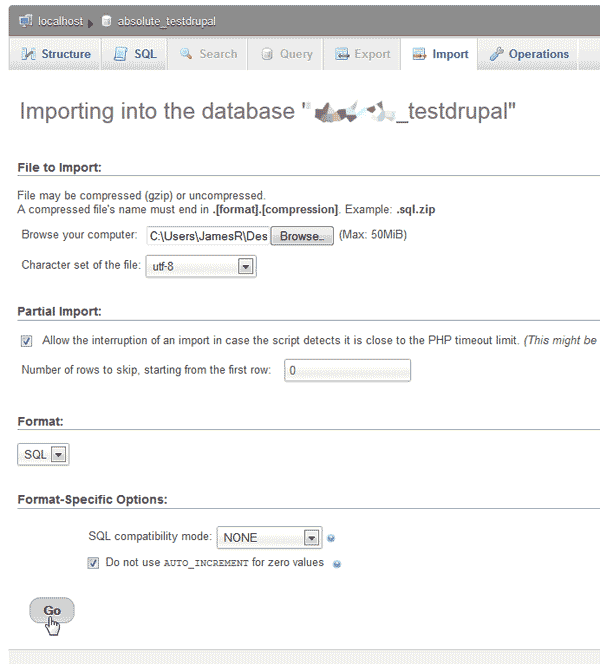 localhost absolute_testdrupal
Structure SQL Search Query Export Import Operations
Importing into the database "_testdrupal"
File to Import:
File may be compressed (gzip) or uncompressed.
A compressed file's name must end in .[format].[compression]. Example: .sql.zip
Browse your computer: C:\Users\JamesR\Des Browse.. (Max: 50MiB)
Character set of the file: utf-8
Partial Import:
Allow the interruption of an import in case the script detects it is close to the PHP timeout limit. (This might be
Number of rows to skip, starting from the first row: 0
Format:
SQL
Format-Specific Options:
SQL compatibility mode: NONE
Do not use AUTO_INCREMENT for zero values
Go